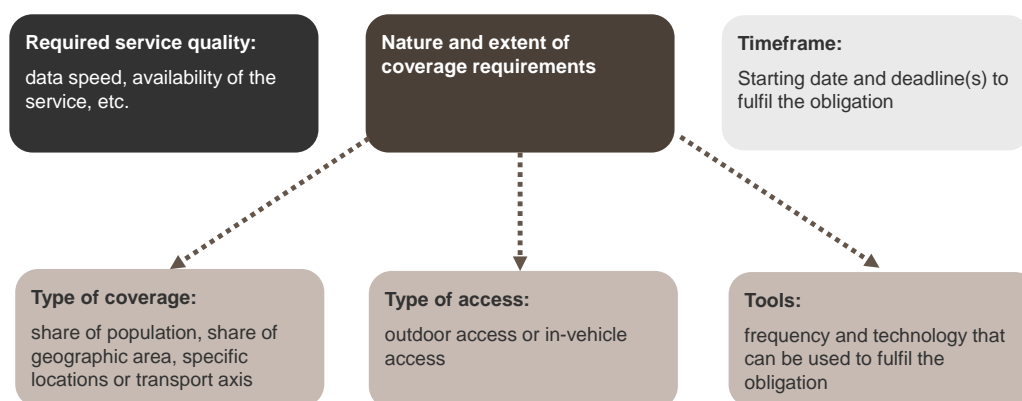 Required service quality:
data speed, availability of the
service, etc.
Nature and extent of
coverage requirements
Timeframe:
Starting date and deadline(s) to
fulfil the obligation
Type of coverage:
share of population, share of
geographic area, specific
locations or transport axis
Type of access:
outdoor access or in-vehicle
access
Tools:
frequency and technology that
can be used to fulfil the
obligation